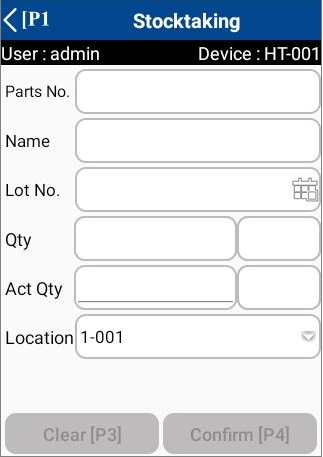 [P1 Stocktaking
User : admin Device : HT-001
Parts No.
Name
Lot No.
Qty
Act Qty
Location 1-001
Clear [P3] Confirm [P4]